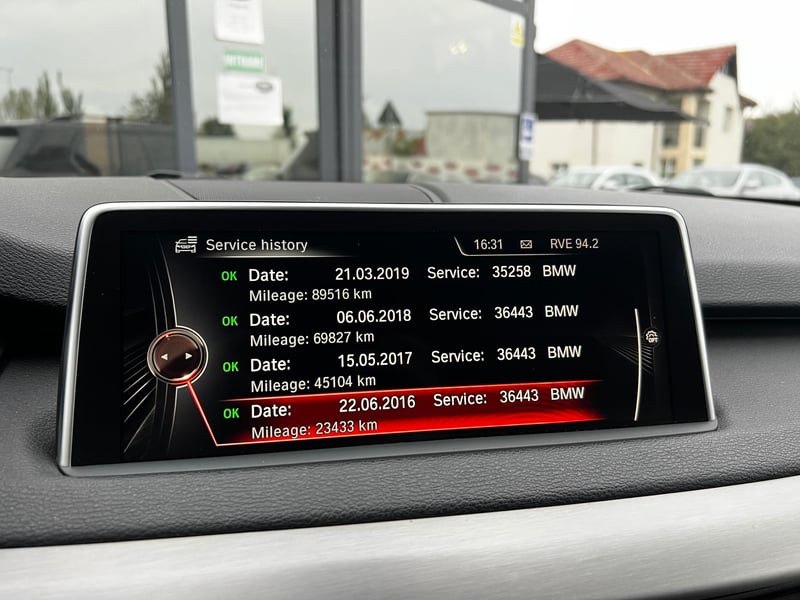 Service history
16:31 RVE 94.2
OK Date: 21.03.2019 Service: 35258 BMW
Mileage: 89516 km
OK Date: 06.06.2018 Service: 36443 BMW
Mileage: 69827 km
OK Date: 15.05.2017 Service: 36443 BMW
Mileage: 45104 km
OK Date: 22.06.2016 Service: 36443 BMW
Mileage: 23433 km